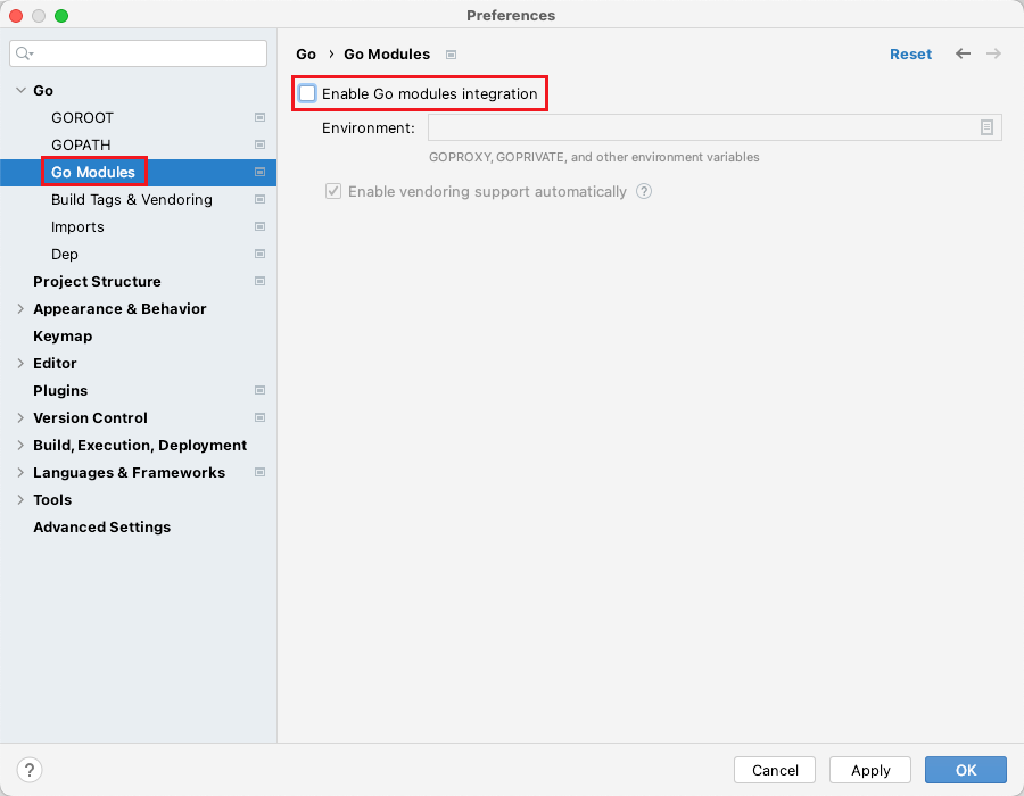 Preferences
Go
GOROOT
GOPATH
Go Modules
Build Tags & Vendoring
Imports
Dep
Project Structure
Appearance & Behavior
Keymap
Editor
Plugins
Version Control
Build, Execution, Deployment
Languages & Frameworks
Tools
Advanced Settings
Go › Go Modules
Reset
Enable Go modules integration
Environment:
GOPROXY, GOPRIVATE, and other environment variables
Enable vendoring support automatically ?
?
Cancel
Apply
OK